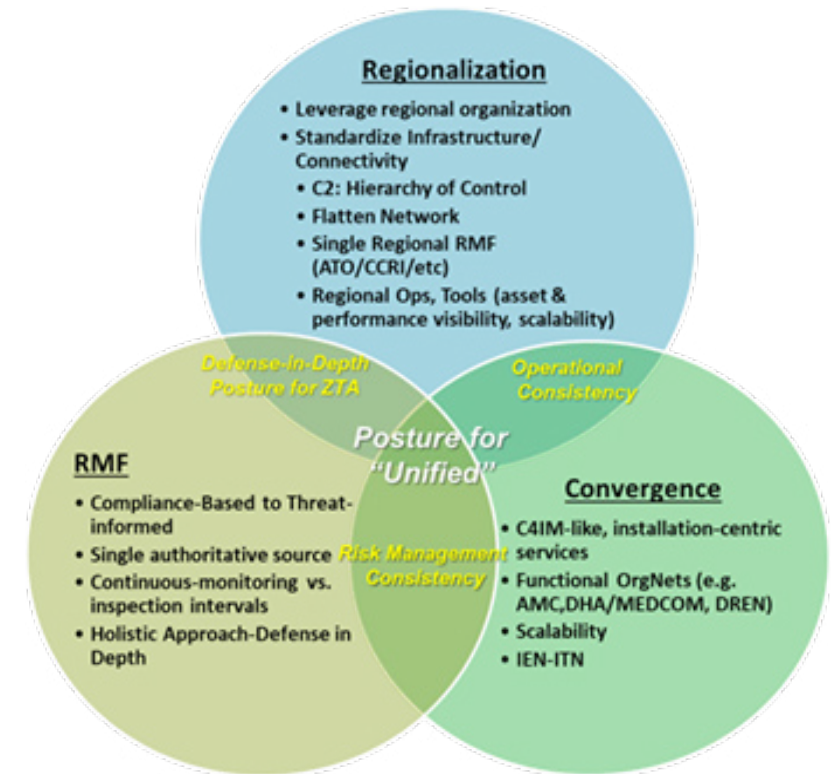 Regionalization
• Leverage regional organization
• Standardize Infrastructure/
Connectivity
• C2: Hierarchy of Control
• Flatten Network
• Single Regional RMF
(ATO/CCRI/etc)
• Regional Ops, Tools (asset &
performance visibility, scalability)
Defense-in-Depth
Posture for ZTA
Operational
Consistency
Posture for
“Unified”
RMF
• Compliance-Based to Threat-
informed
• Single authoritative source
• Continuous-monitoring vs.
inspection intervals
• Holistic Approach-Defense in
Depth
Risk Management
Consistency
Convergence
• C4IM-like, installation-centric
services
• Functional OrgNets (e.g.
AMC,DHA/MEDCOM, DREN)
• Scalability
• IEN-ITN